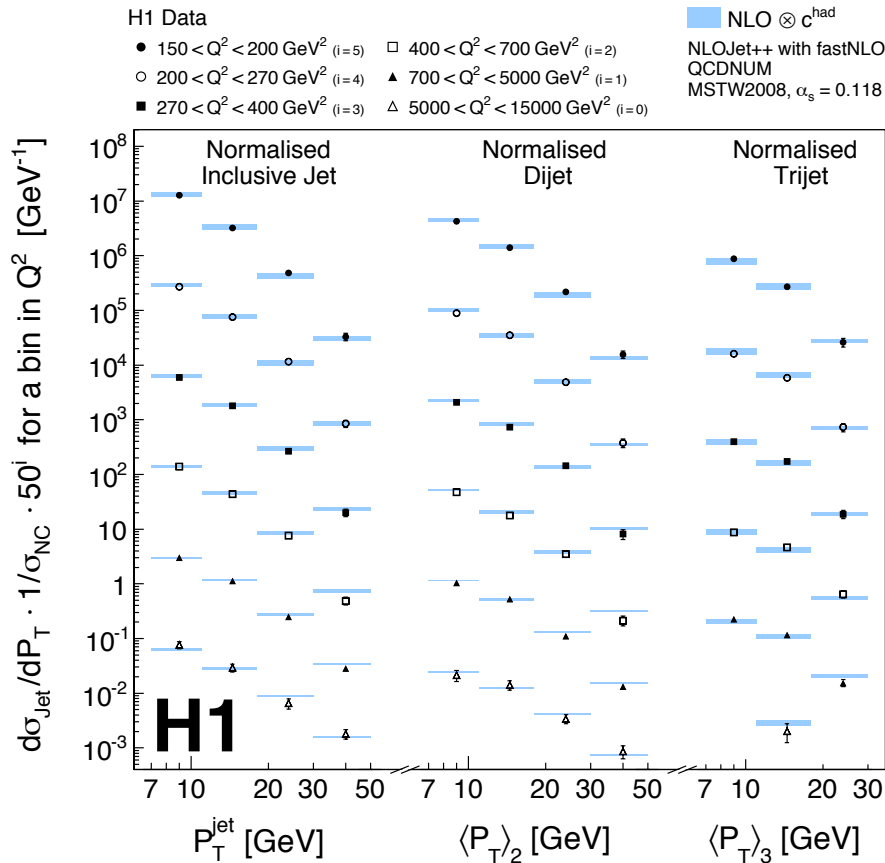 H1 Data
150 < Q² < 200 GeV² (i = 5)
200 < Q² < 270 GeV² (i = 4)
270 < Q² < 400 GeV² (i = 3)
400 < Q² < 700 GeV² (i = 2)
700 < Q² < 5000 GeV² (i = 1)
5000 < Q² < 15000 GeV² (i = 0)
NLO ⊗ c^had
NLOJet++ with fastNLO
QCDNUM
MSTW2008, α_s = 0.118
dσ_Jet/dP_T · 1/σ_NC · 50^i for a bin in Q² [GeV⁻¹]
10⁸
10⁷
10⁶
10⁵
10⁴
10³
10²
10
1
10⁻¹
10⁻²
10⁻³
Normalised
Inclusive Jet
Normalised
Dijet
Normalised
Trijet
H1
7 10 20 30 50
7 10 20 30 50
7 10 20 30
P_T^jet [GeV]
⟨P_T⟩₂ [GeV]
⟨P_T⟩₃ [GeV]